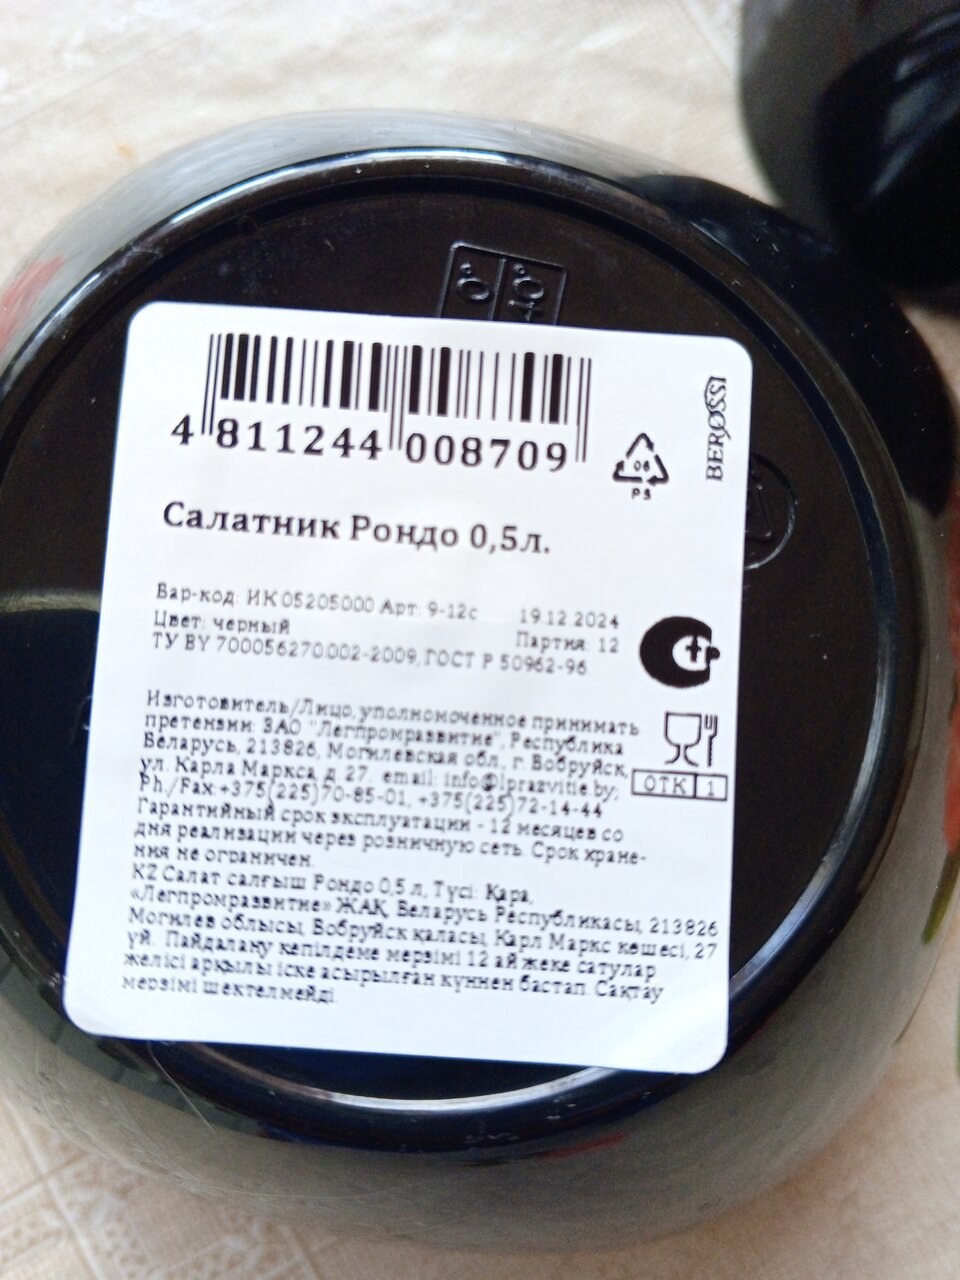 0°
40°
4 811244 008709
06
PS
BERØSSI
Салатник Рондо 0,5л.
Бар-код: ИК05205000 Арт: 9-12с 19.12.2024
Цвет: черный Партия: 12
ТУ BY 700056270.002-2009, ГОСТ Р 50962-96
Изготовитель/Лицо, уполномоченное принимать
претензии: ЗАО "Легпромразвитие", Республика
Беларусь, 213826, Могилевская обл., г. Бобруйск,
ул. Карла Маркса, д. 27. email: info@lprazvitie.by;
Ph./Fax:+375(225)70-85-01, +375(225)72-14-44
Гарантийный срок эксплуатации - 12 месяцев со
дня реализации через розничную сеть. Срок хране-
ния не ограничен.
ОТК 1
KZ Салат салғыш Рондо 0,5 л, Түсі: Қара,
«Легпромразвитие» ЖАҚ, Беларусь Республикасы, 213826
Могилев облысы, Бобруйск қаласы, Карл Маркс көшесі, 27
үй. Пайдалану кепілдеме мерзімі 12 ай жеке сатулар
желісі арқылы іске асырылған күннен бастап. Сақтау
мерзімі шектелмейді.